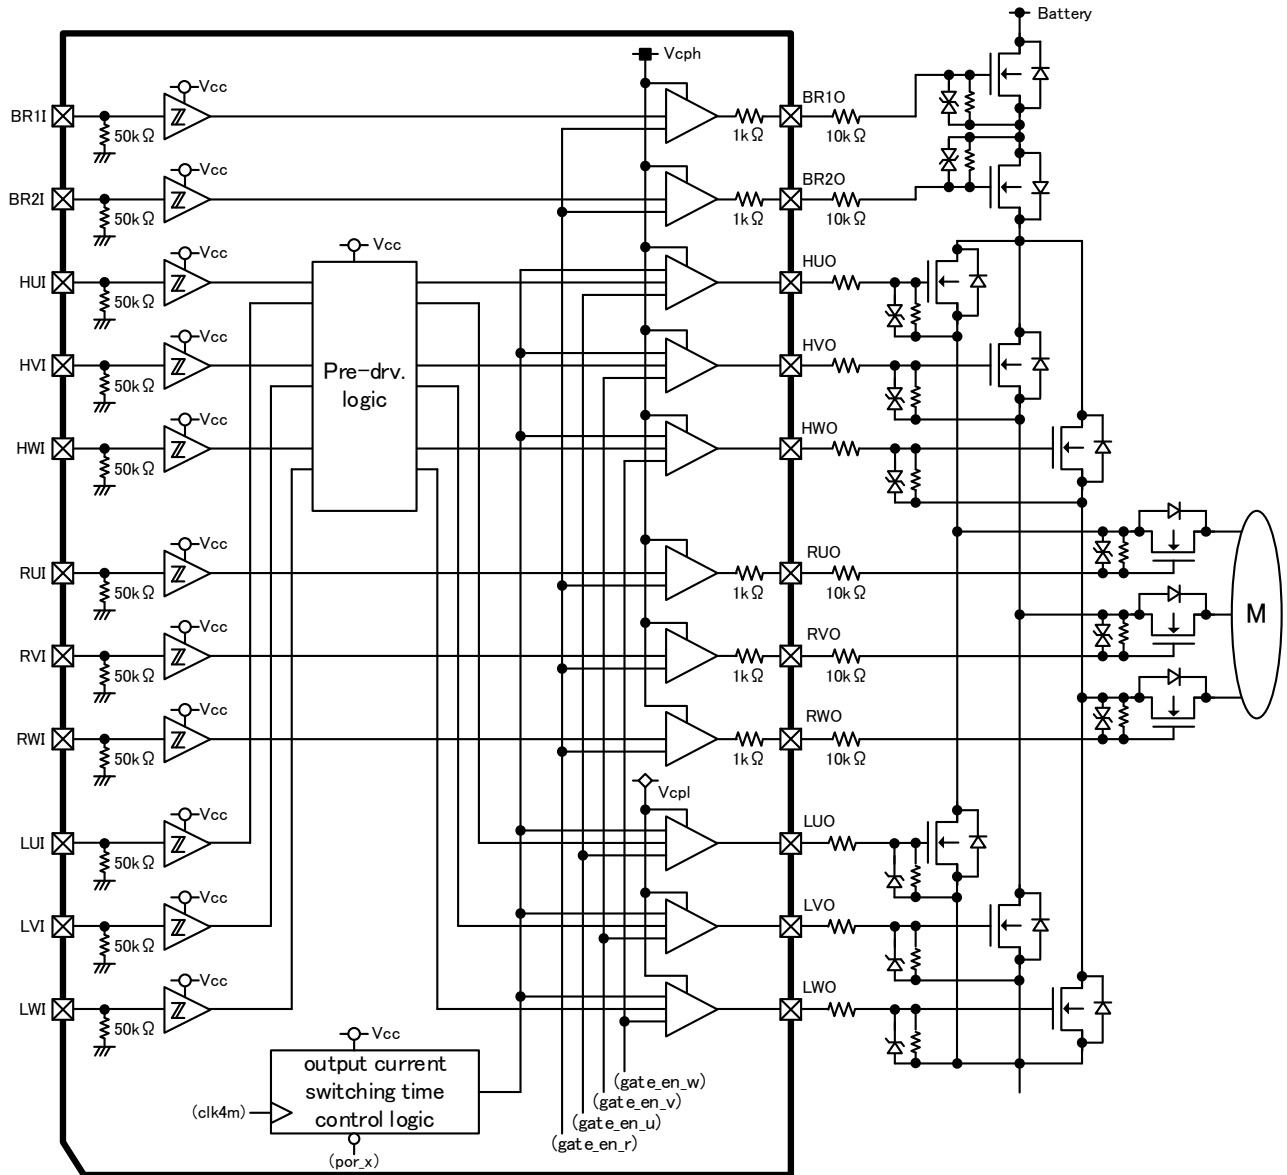 Battery
Vcph
Vcc
BR1I
50kΩ
1kΩ
BR1O
10kΩ
Vcc
BR2I
50kΩ
1kΩ
BR2O
10kΩ
Vcc
Vcc
HUI
50kΩ
HUO
Vcc
HVI
50kΩ
HVO
Pre-drv.
logic
Vcc
HWI
50kΩ
HWO
Vcc
RUI
50kΩ
1kΩ
RUO
10kΩ
M
Vcc
RVI
50kΩ
1kΩ
RVO
10kΩ
Vcc
RWI
50kΩ
1kΩ
RWO
10kΩ
Vcpl
Vcc
LUI
50kΩ
LUO
Vcc
LVI
50kΩ
LVO
Vcc
LWI
50kΩ
LWO
Vcc
output current
switching time
control logic
(clk4m)
(por_x)
(gate_en_w)
(gate_en_v)
(gate_en_u)
(gate_en_r)